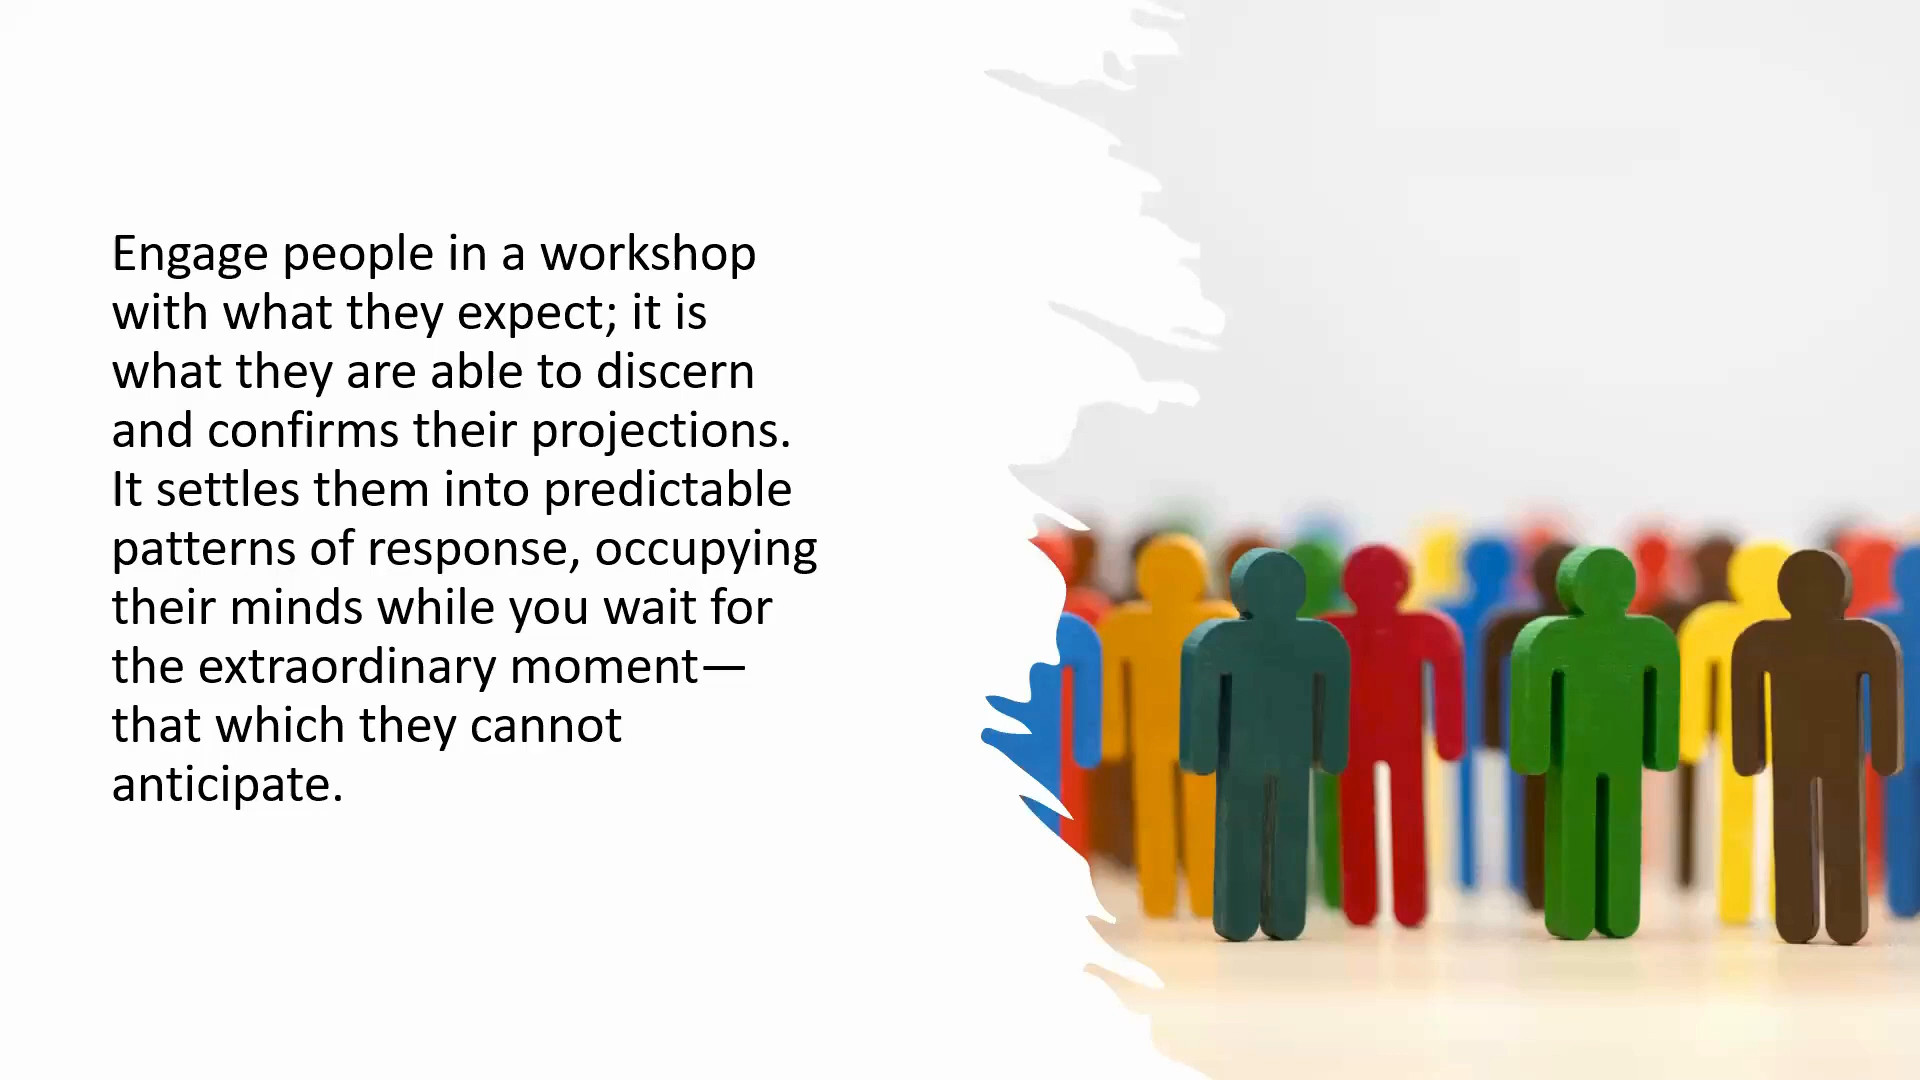 Engage people in a workshop
with what they expect; it is
what they are able to discern
and confirms their projections.
It settles them into predictable
patterns of response, occupying
their minds while you wait for
the extraordinary moment—
that which they cannot
anticipate.